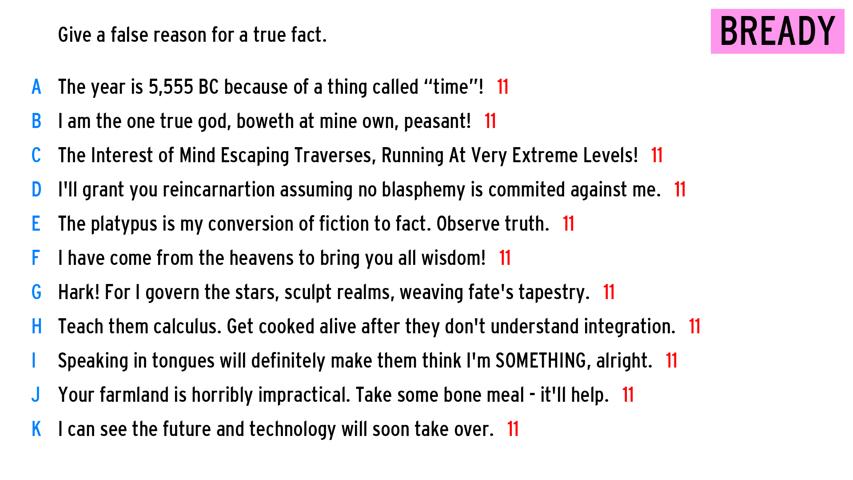 Give a false reason for a true fact.
BREADY
A The year is 5,555 BC because of a thing called “time”! 11
B I am the one true god, boweth at mine own, peasant! 11
C The Interest of Mind Escaping Traverses, Running At Very Extreme Levels! 11
D I'll grant you reincarnartion assuming no blasphemy is commited against me. 11
E The platypus is my conversion of fiction to fact. Observe truth. 11
F I have come from the heavens to bring you all wisdom! 11
G Hark! For I govern the stars, sculpt realms, weaving fate's tapestry. 11
H Teach them calculus. Get cooked alive after they don't understand integration. 11
I Speaking in tongues will definitely make them think I'm SOMETHING, alright. 11
J Your farmland is horribly impractical. Take some bone meal - it'll help. 11
K I can see the future and technology will soon take over. 11